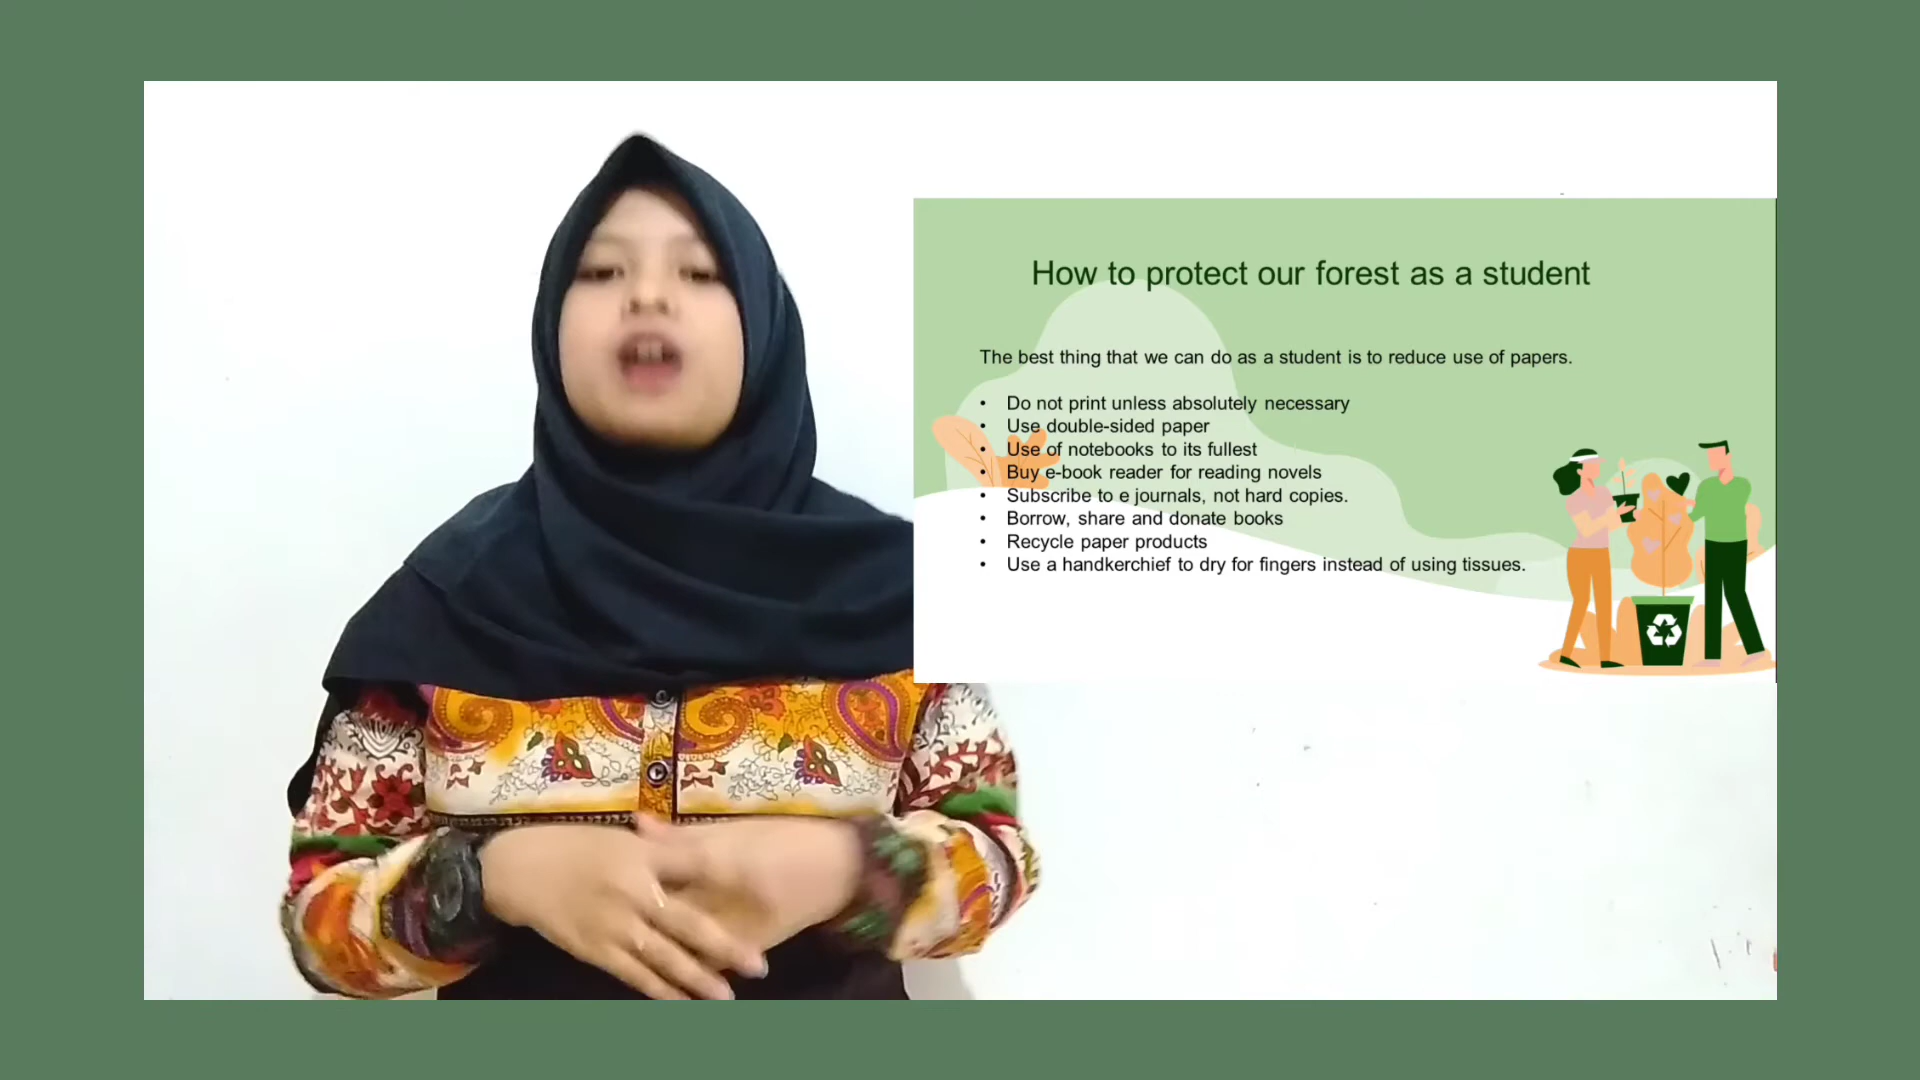 How to protect our forest as a student
The best thing that we can do as a student is to reduce use of papers.
• Do not print unless absolutely necessary
• Use double-sided paper
• Use of notebooks to its fullest
• Buy e-book reader for reading novels
• Subscribe to e journals, not hard copies.
• Borrow, share and donate books
• Recycle paper products
• Use a handkerchief to dry for fingers instead of using tissues.